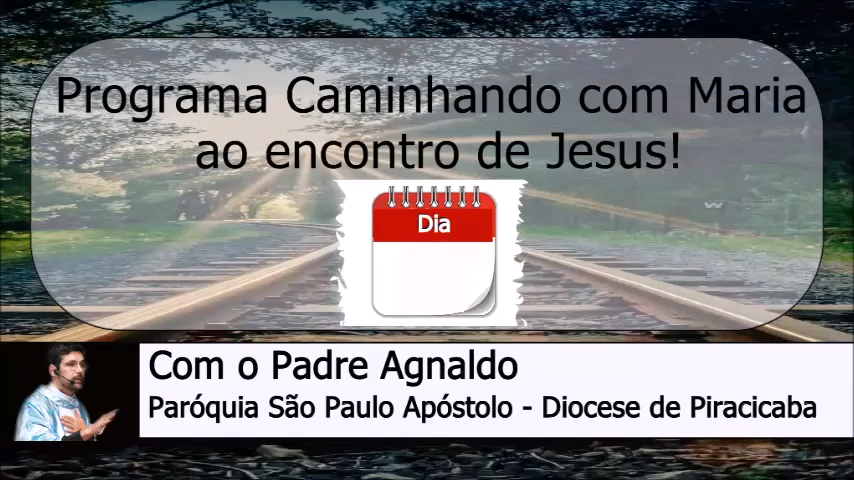 Programa Caminhando com Maria
ao encontro de Jesus!
Dia
Com o Padre Agnaldo
Paróquia São Paulo Apóstolo - Diocese de Piracicaba